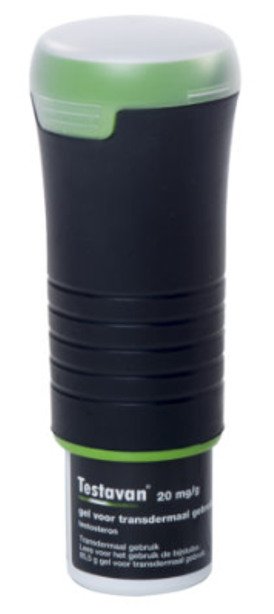 Testavan® 20 mg/g
gel voor transdermaal
testosteron
Transdermaal gebruik
Lees voor het gebruik de bijsluiter.
85,5 g gel voor transdermaal gebruik.